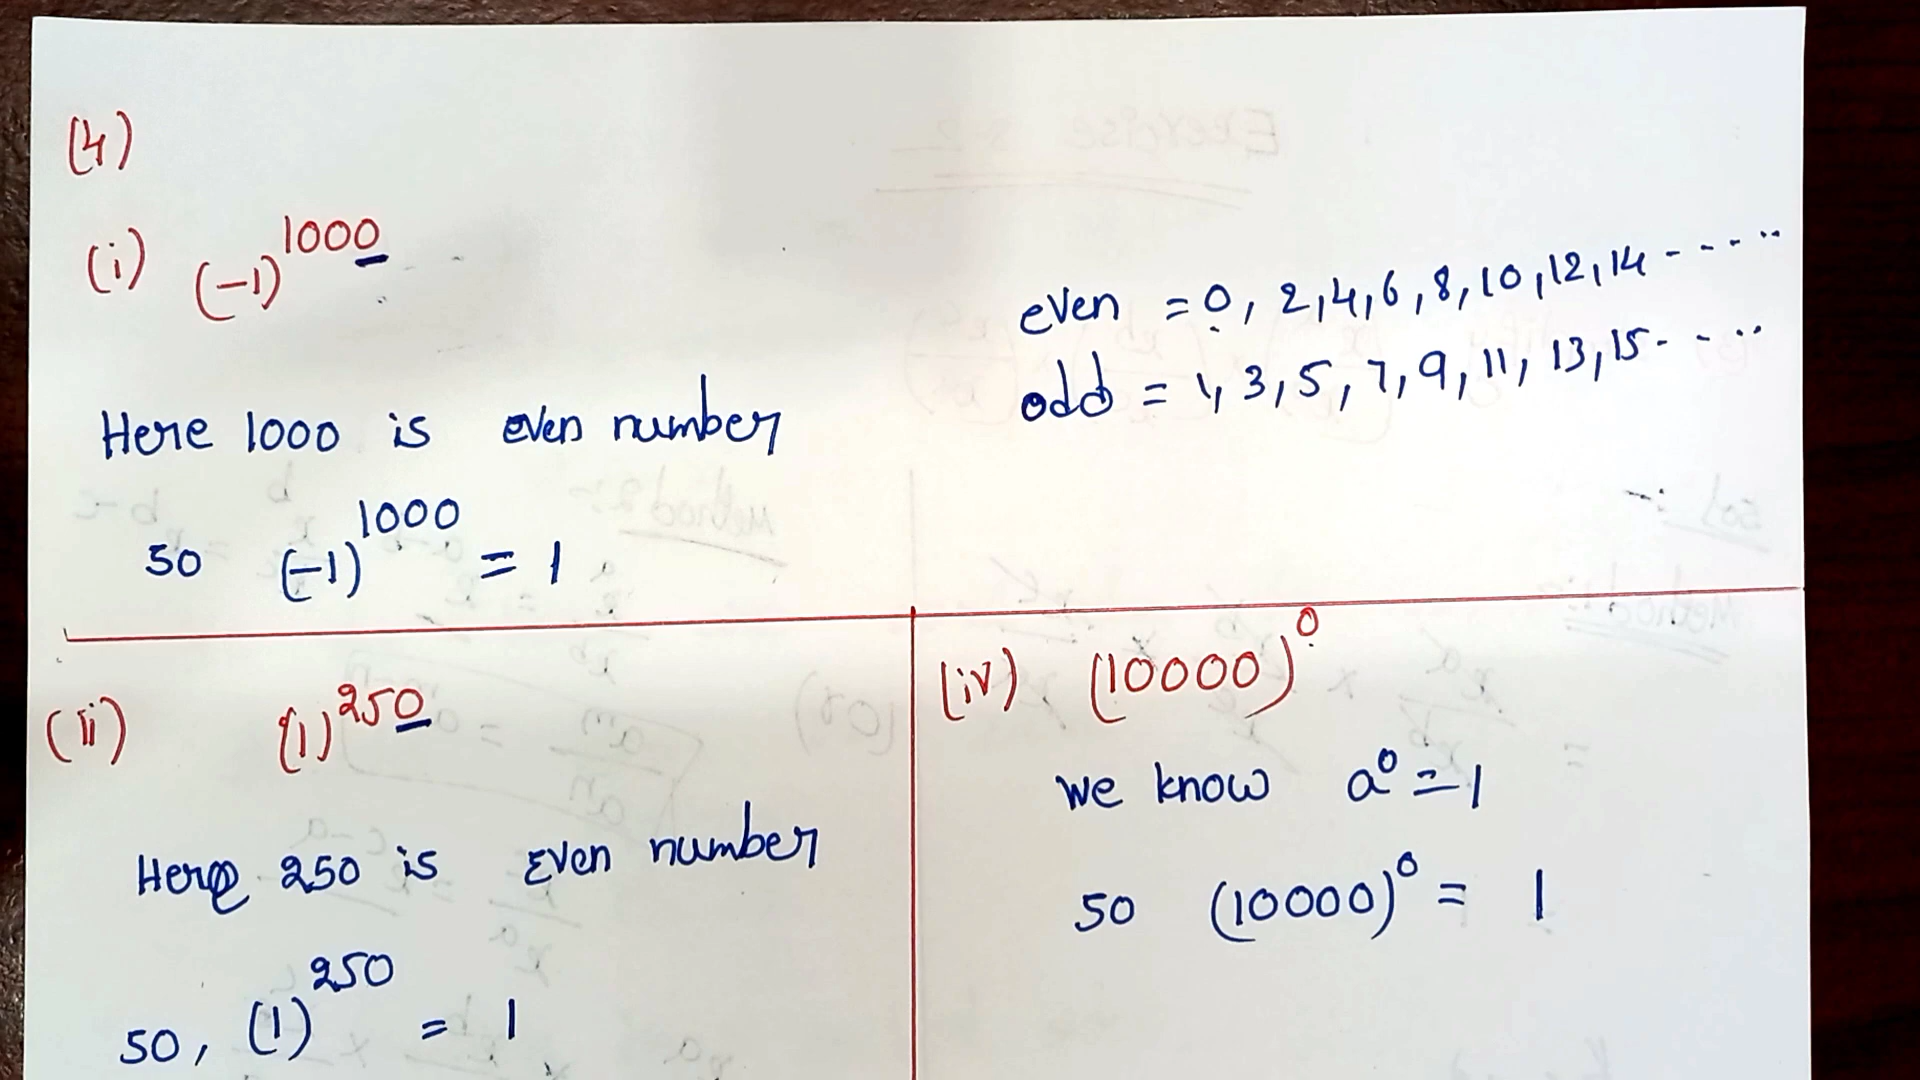 (4)
(i) (-1)^1000
even = 0, 2, 4, 6, 8, 10, 12, 14 - - - - ..
odd = 1, 3, 5, 7, 9, 11, 13, 15 - - - ..
Here 1000 is even number
so (-1)^1000 = 1
(ii) (1)^250
Here 250 is Even number
so, (1)^250 = 1
(iv) (10000)^0
we know a^0 = 1
so (10000)^0 = 1